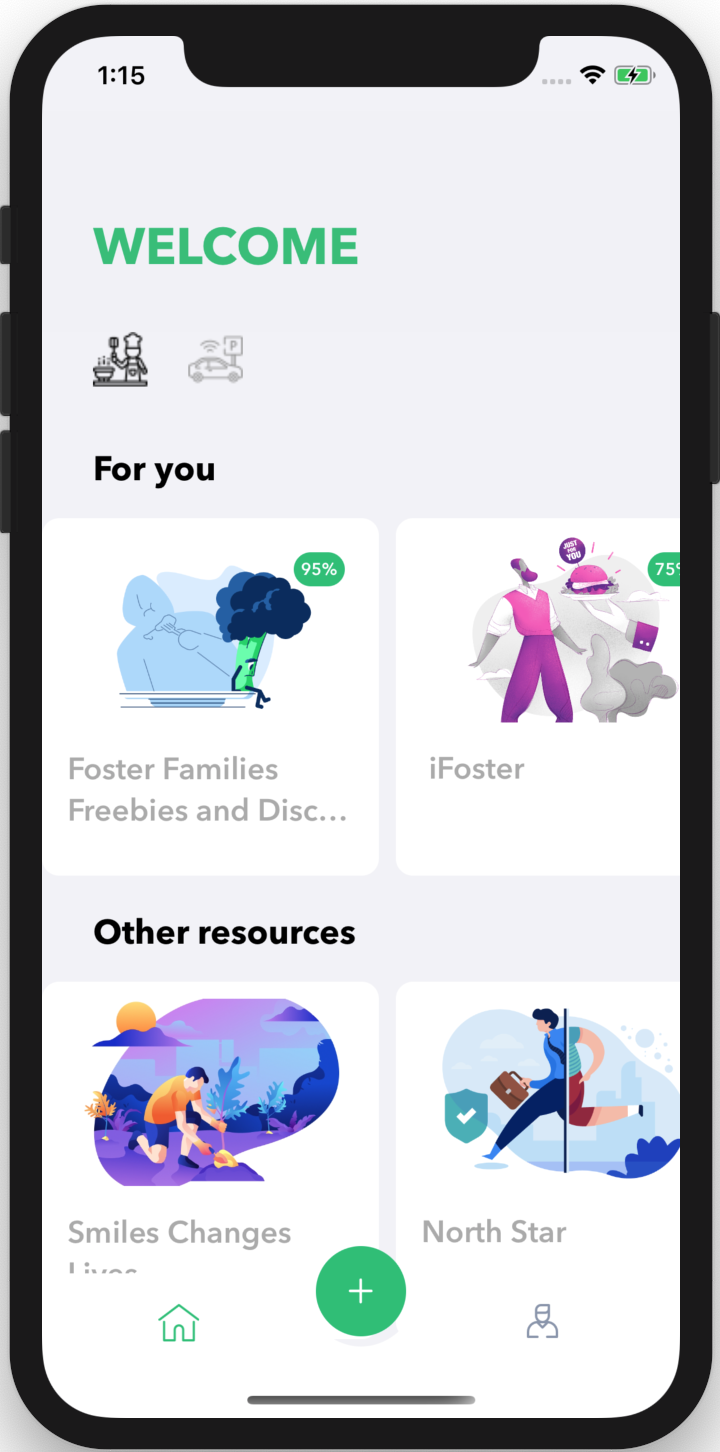 1:15
WELCOME
P
For you
95%
JUST
FOR
YOU
75%
Foster Families
Freebies and Disc...
iFoster
Other resources
Smiles Changes
Lives
North Star